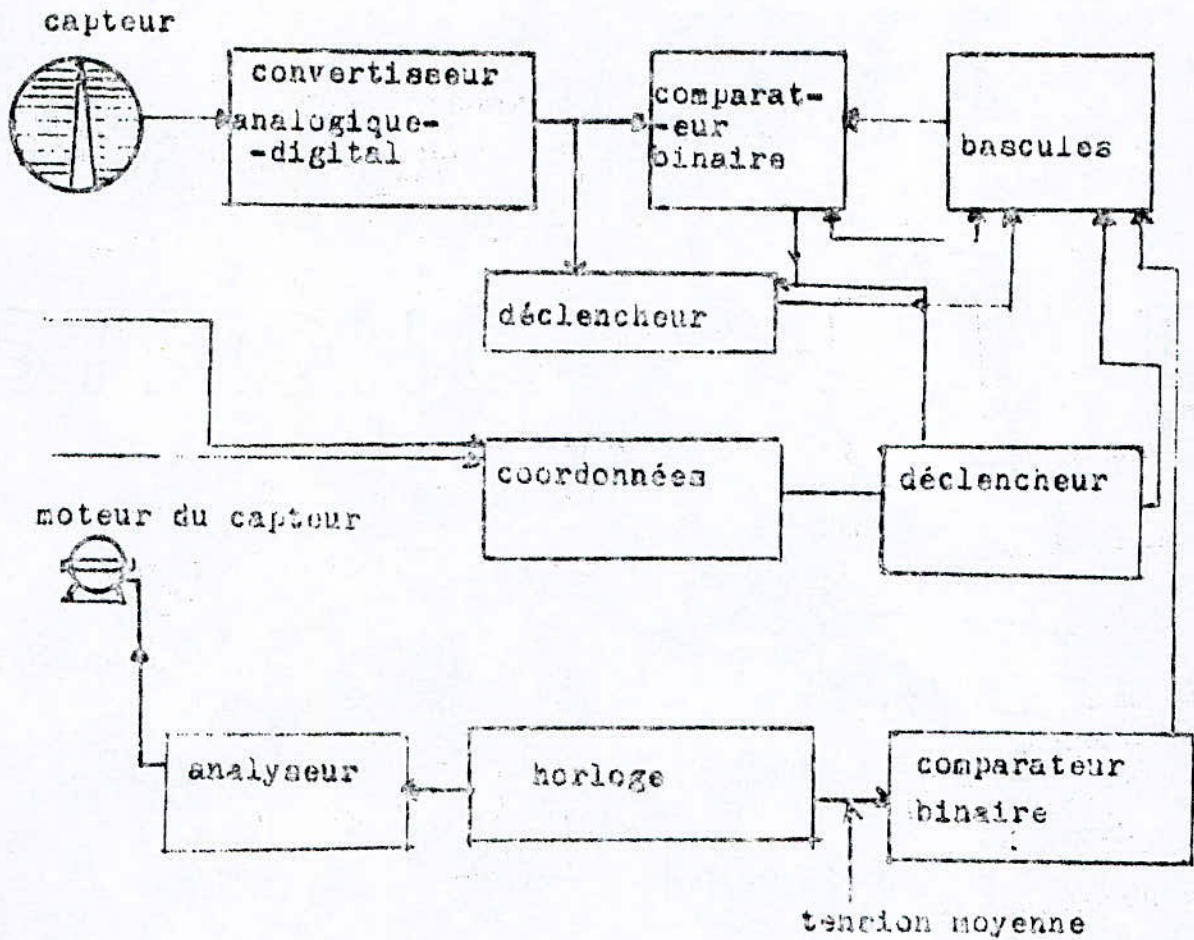 capteur
convertisseur
analogique-
-digital
comparat-
-eur
binaire
bascules
déclencheur
coordonnées
déclencheur
moteur du capteur
analyseur
horloge
comparateur
binaire
tension moyenne